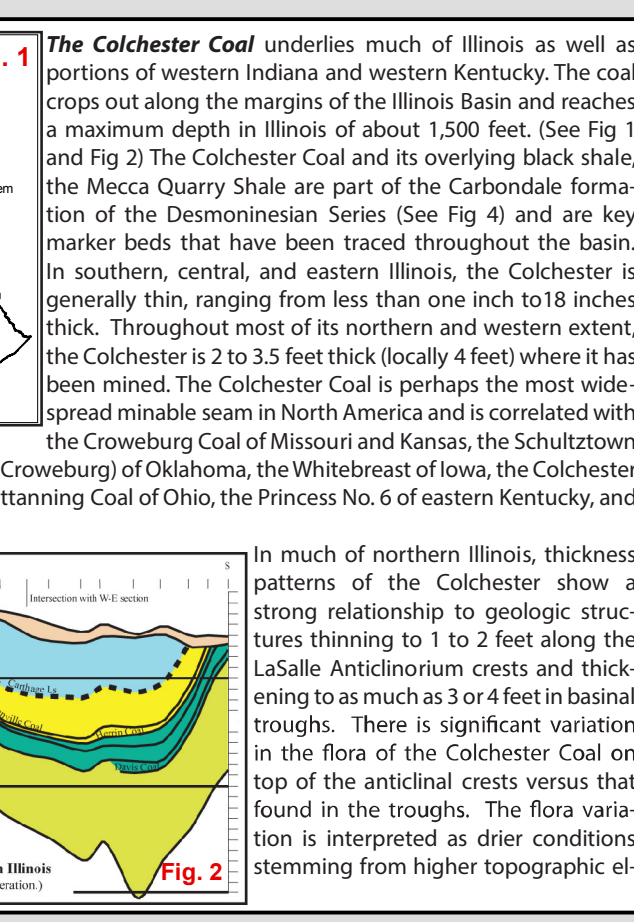 . 1
The Colchester Coal underlies much of Illinois as well as
portions of western Indiana and western Kentucky. The coal
crops out along the margins of the Illinois Basin and reaches
a maximum depth in Illinois of about 1,500 feet. (See Fig 1
and Fig 2) The Colchester Coal and its overlying black shale,
em
the Mecca Quarry Shale are part of the Carbondale forma-
tion of the Desmoninesian Series (See Fig 4) and are key
marker beds that have been traced throughout the basin.
In southern, central, and eastern Illinois, the Colchester is
generally thin, ranging from less than one inch to18 inches
thick. Throughout most of its northern and western extent,
the Colchester is 2 to 3.5 feet thick (locally 4 feet) where it has
been mined. The Colchester Coal is perhaps the most wide-
spread minable seam in North America and is correlated with
the Croweburg Coal of Missouri and Kansas, the Schultztown
Croweburg) of Oklahoma, the Whitebreast of Iowa, the Colchester
ttanning Coal of Ohio, the Princess No. 6 of eastern Kentucky, and
S
Intersection with W-E section
Carthage Ls
nville Coal
Herrin Coal
Davis Coal
n Illinois
eration.)
Fig. 2
In much of northern Illinois, thickness
patterns of the Colchester show a
strong relationship to geologic struc-
tures thinning to 1 to 2 feet along the
LaSalle Anticlinorium crests and thick-
ening to as much as 3 or 4 feet in basinal
troughs. There is significant variation
in the flora of the Colchester Coal on
top of the anticlinal crests versus that
found in the troughs. The flora varia-
tion is interpreted as drier conditions
stemming from higher topographic el-